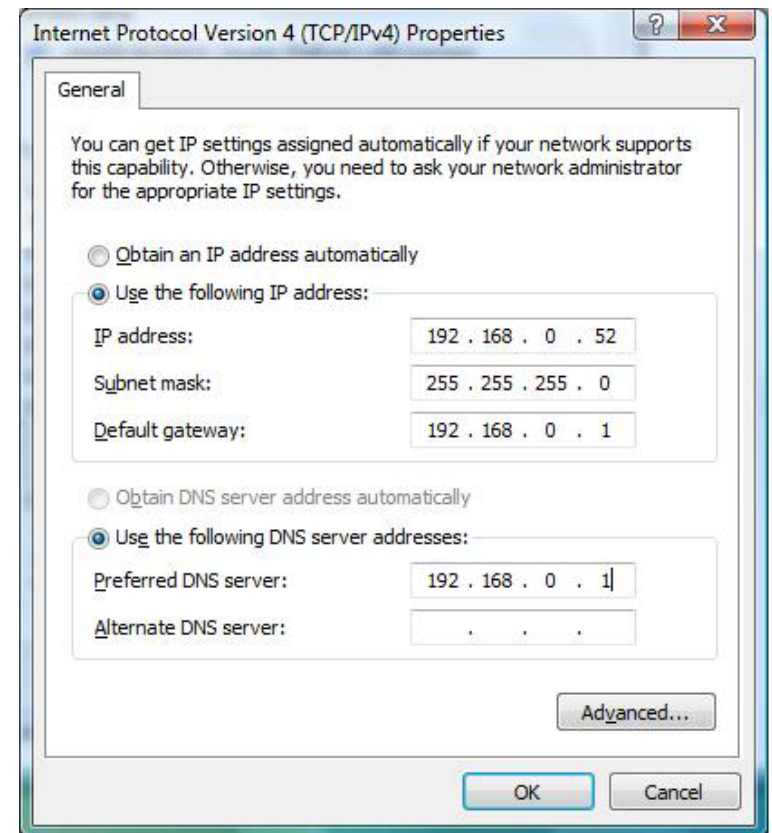 Internet Protocol Version 4 (TCP/IPv4) Properties
General
You can get IP settings assigned automatically if your network supports
this capability. Otherwise, you need to ask your network administrator
for the appropriate IP settings.
Obtain an IP address automatically
Use the following IP address:
IP address: 192 . 168 . 0 . 52
Subnet mask: 255 . 255 . 255 . 0
Default gateway: 192 . 168 . 0 . 1
Obtain DNS server address automatically
Use the following DNS server addresses:
Preferred DNS server: 192 . 168 . 0 . 1
Alternate DNS server: . . .
Advanced...
OK Cancel